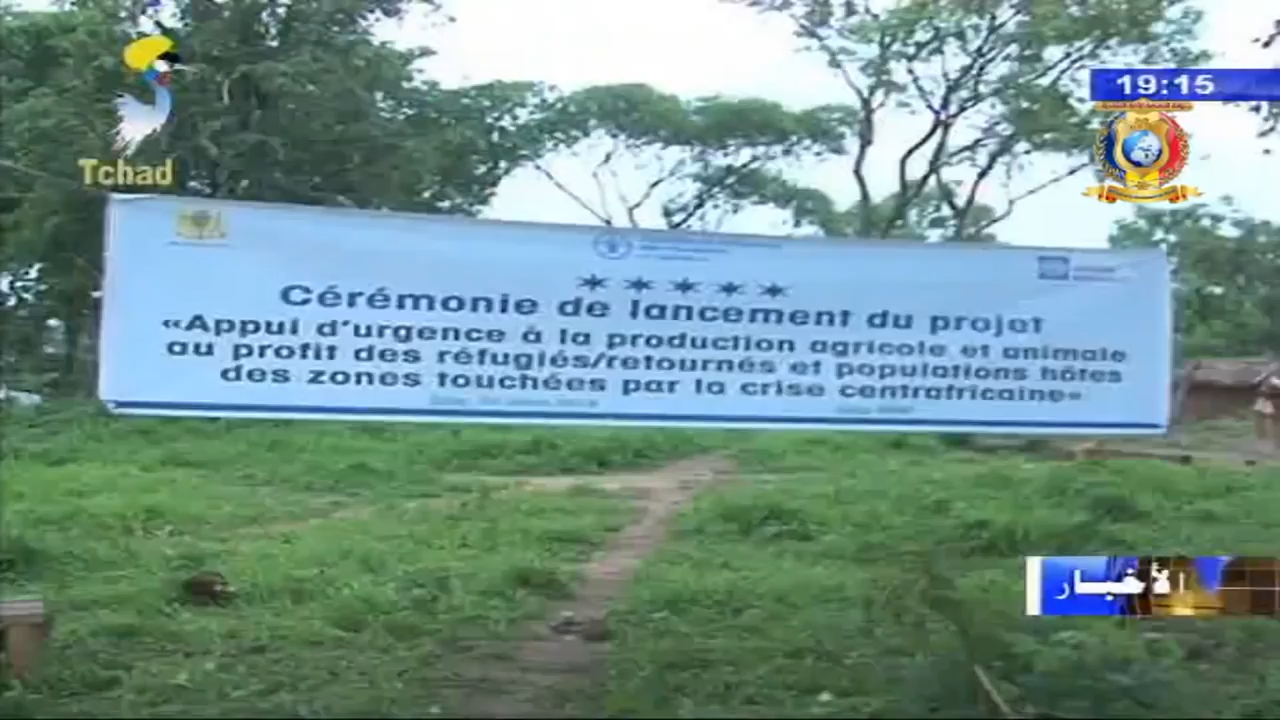 19:15
Tchad
★ ★ ★ ★ ★
Cérémonie de lancement du projet
«Appui d'urgence à la production agricole et animale
au profit des réfugiés/retournés et populations hôtes
des zones touchées par la crise centrafricaine»
الأخبار